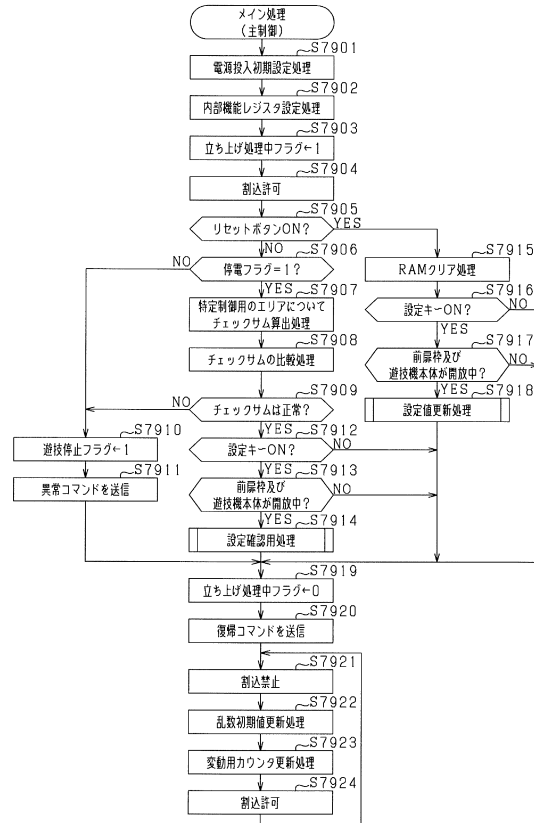 メイン処理
(主制御)
S7901
電源投入初期設定処理
S7902
内部機能レジスタ設定処理
S7903
立ち上げ処理中フラグ←1
S7904
割込許可
S7905
リセットボタンON?
YES
NO
S7906
停電フラグ=1?
NO
YES
S7907
特定制御用のエリアについて
チェックサム算出処理
S7908
チェックサムの比較処理
S7909
チェックサムは正常?
NO
YES
S7910
遊技停止フラグ←1
S7911
異常コマンドを送信
S7912
設定キーON?
NO
YES
S7913
前扉枠及び
遊技機本体が開放中?
NO
YES
S7914
設定確認用処理
S7915
RAMクリア処理
S7916
設定キーON?
NO
YES
S7917
前扉枠及び
遊技機本体が開放中?
NO
YES
S7918
設定値更新処理
S7919
立ち上げ処理中フラグ←0
S7920
復帰コマンドを送信
S7921
割込禁止
S7922
乱数初期値更新処理
S7923
変動用カウンタ更新処理
S7924
割込許可